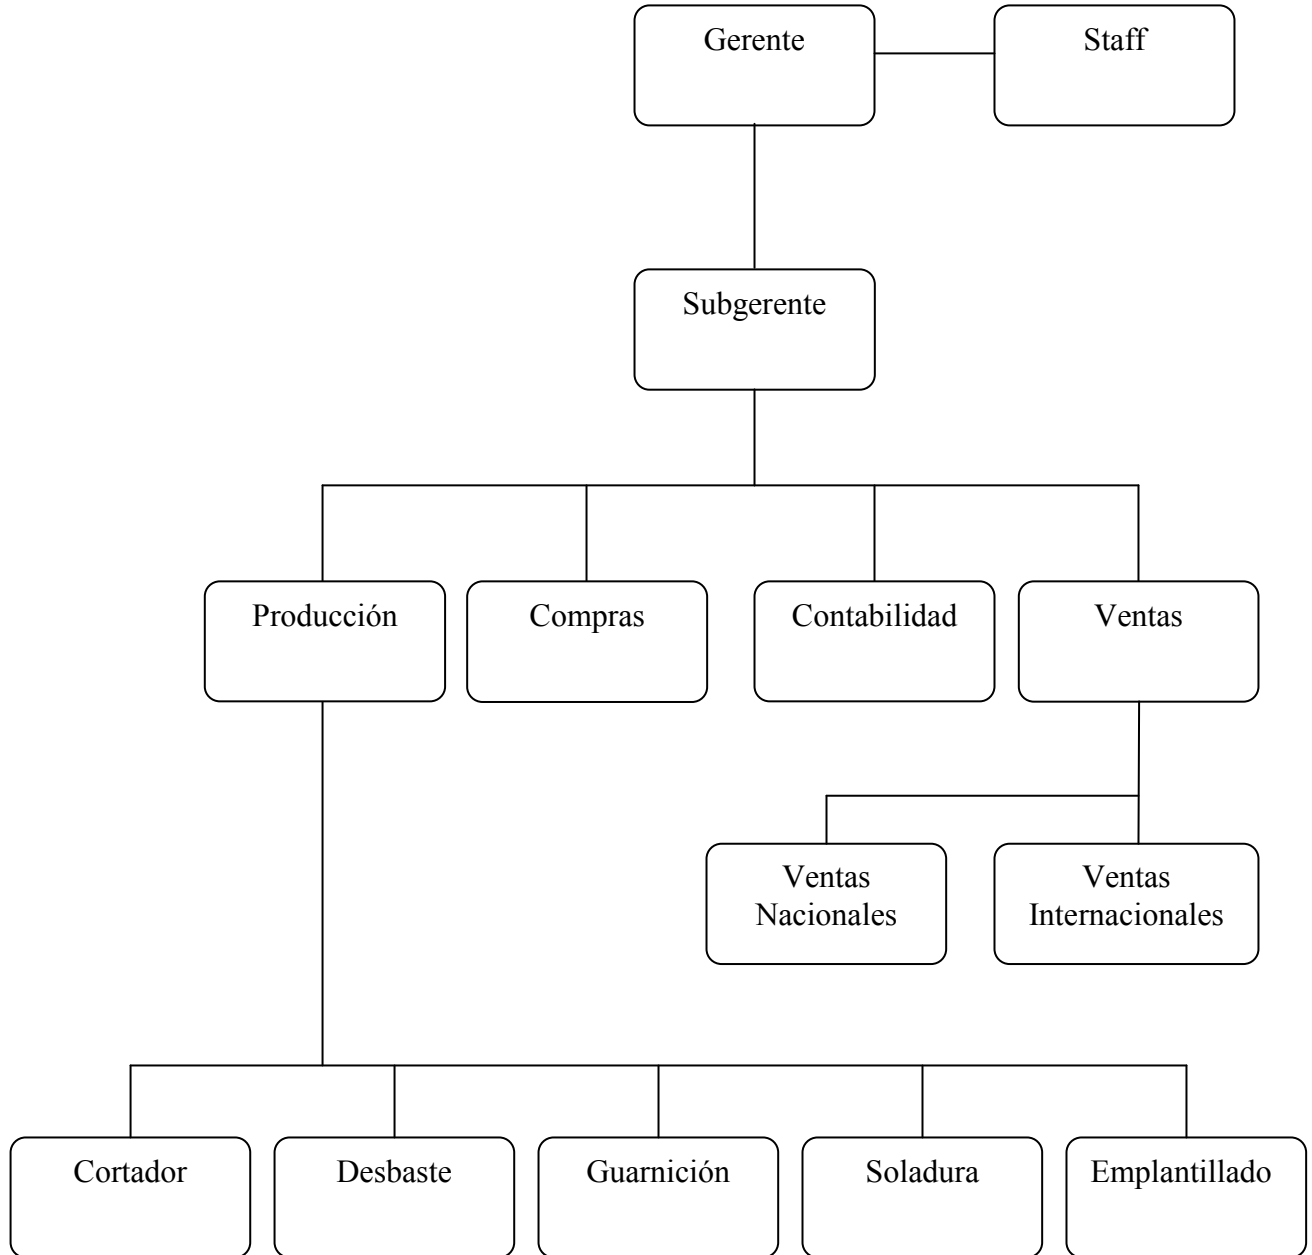 Gerente
Staff
Subgerente
Producción
Compras
Contabilidad
Ventas
Ventas
Nacionales
Ventas
Internacionales
Cortador
Desbaste
Guarnición
Soladura
Emplantillado